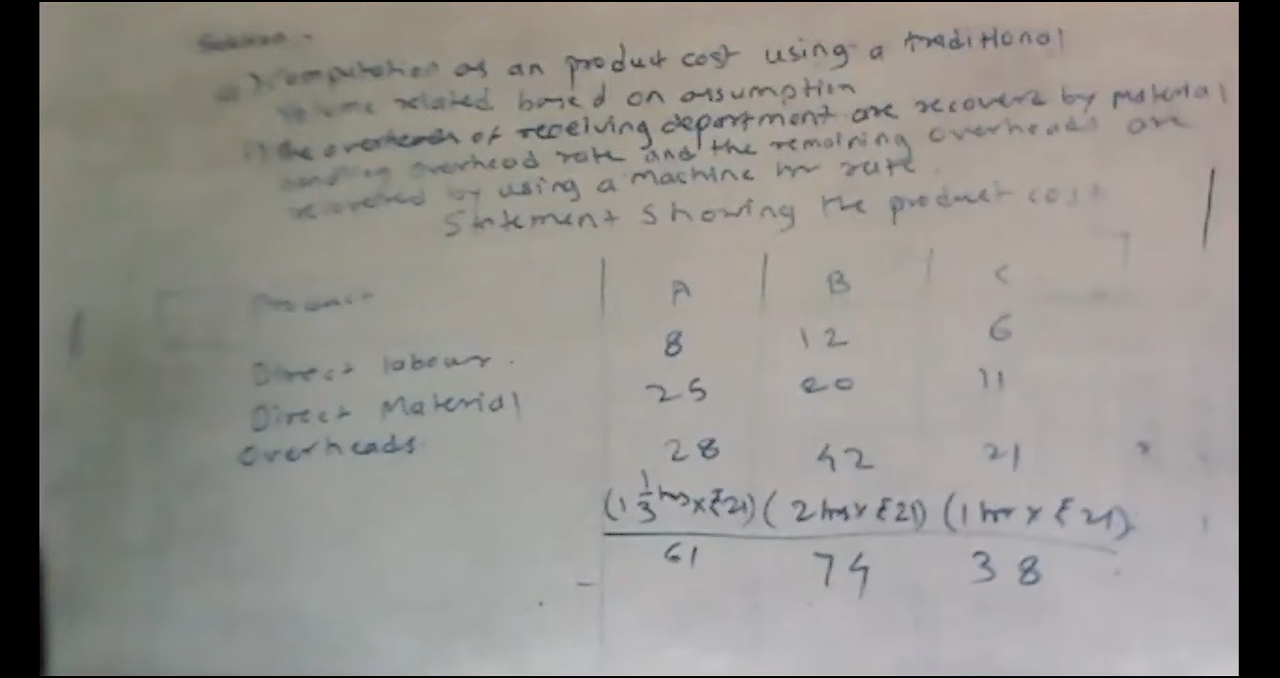 Solution.
a) Computation of an product cost using a traditional
volume related based on assumption
i) the overheads of receiving department are recoverz by material
handling overhead rate and the remaining overheads are
recovered by using a machine hr rate.
Statement showing the product cost
Product A B C
Direct labour. 8 12 6
Direct Material 25 20 11
Overheads 28 42 21
(1 1/3 hrs x ₹21) ( 2 hrs x ₹21) (1 hr x ₹21)
61 74 38